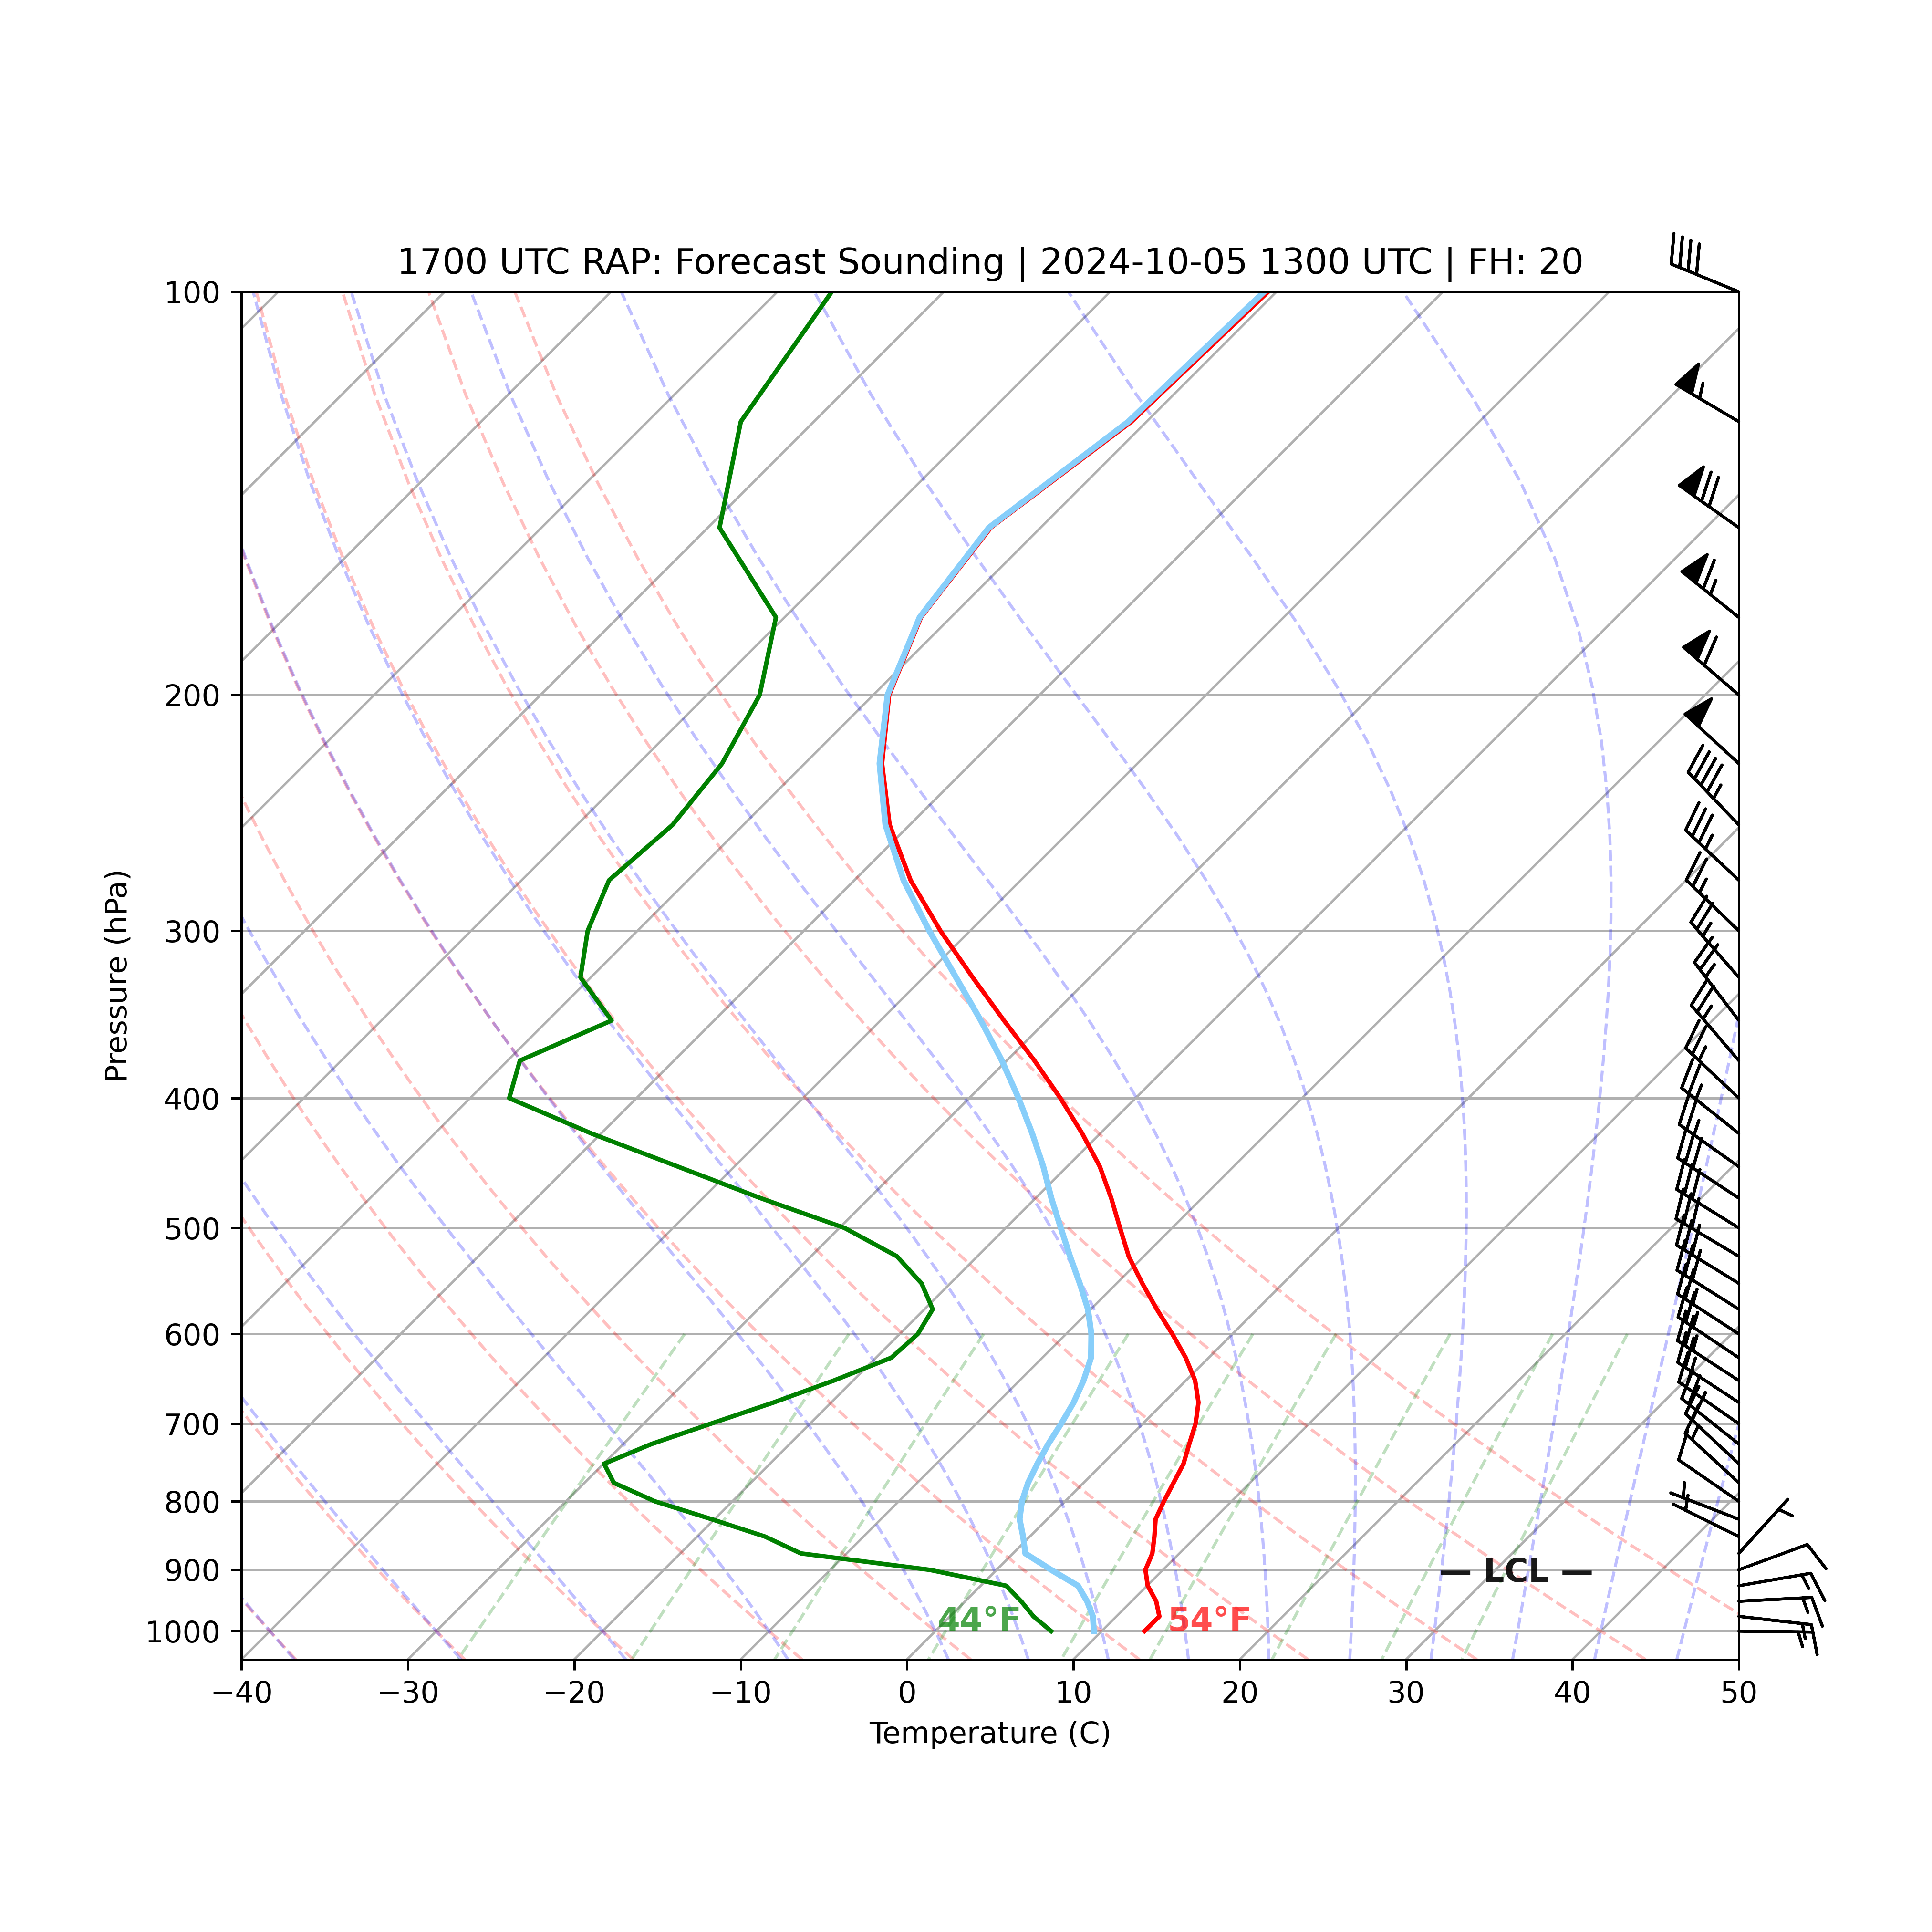 1700 UTC RAP: Forecast Sounding | 2024-10-05 1300 UTC | FH: 20
100
200
300
400
500
600
700
800
900
1000
Pressure (hPa)
— LCL —
44°F
54°F
−40 −30 −20 −10 0 10 20 30 40 50
Temperature (C)